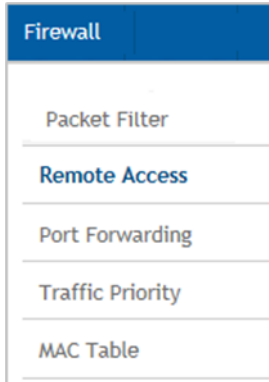 Firewall
Packet Filter
Remote Access
Port Forwarding
Traffic Priority
MAC Table